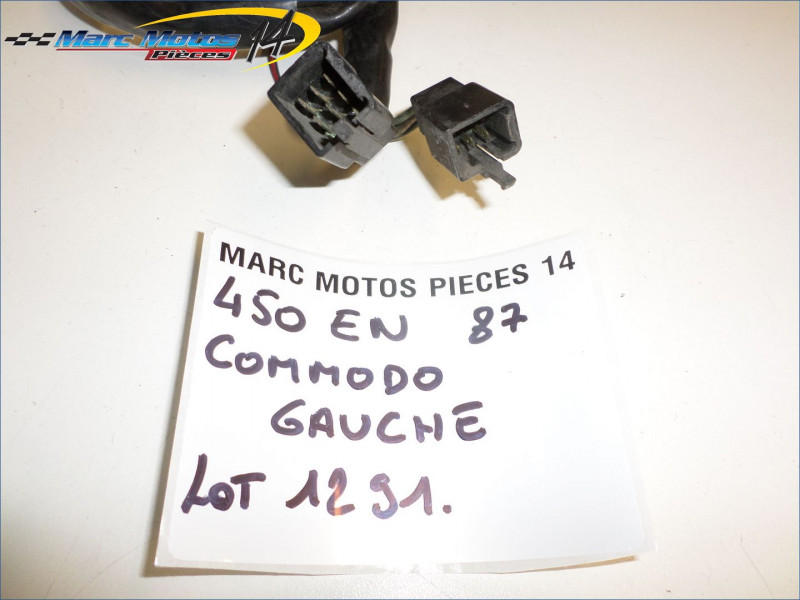 Marc Motos 14
Pièces
MARC MOTOS PIECES 14
450 EN 87
COMMODO
GAUCHE
LOT 1291.